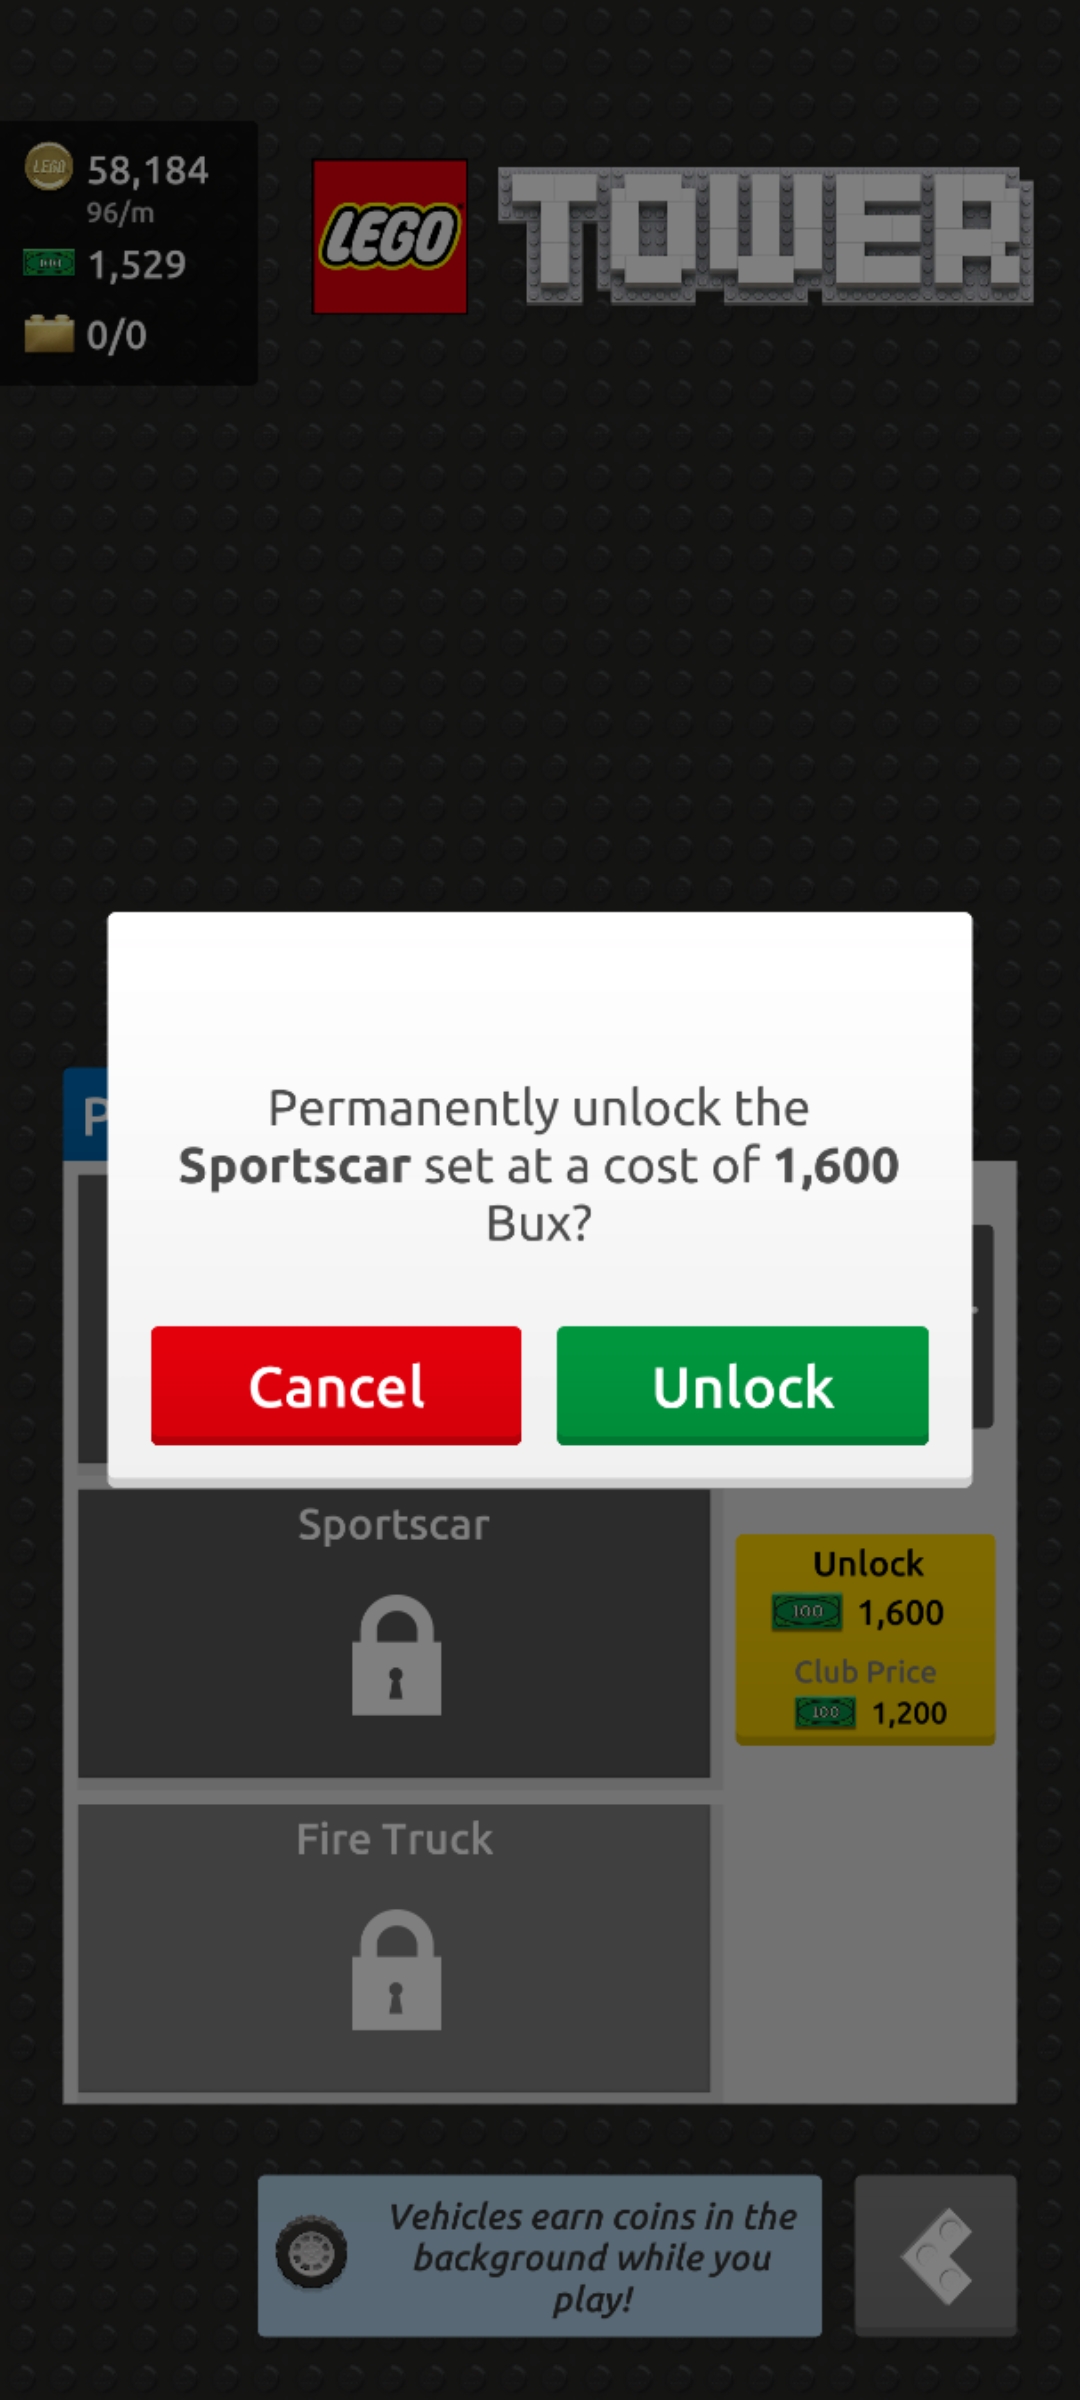 LEGO
58,184
96/m
100
1,529
0/0
LEGO
TOWER
P
Permanently unlock the
Sportscar set at a cost of 1,600
Bux?
Cancel
Unlock
Sportscar
Unlock
100
1,600
Club Price
100
1,200
Fire Truck
Vehicles earn coins in the
background while you
play!